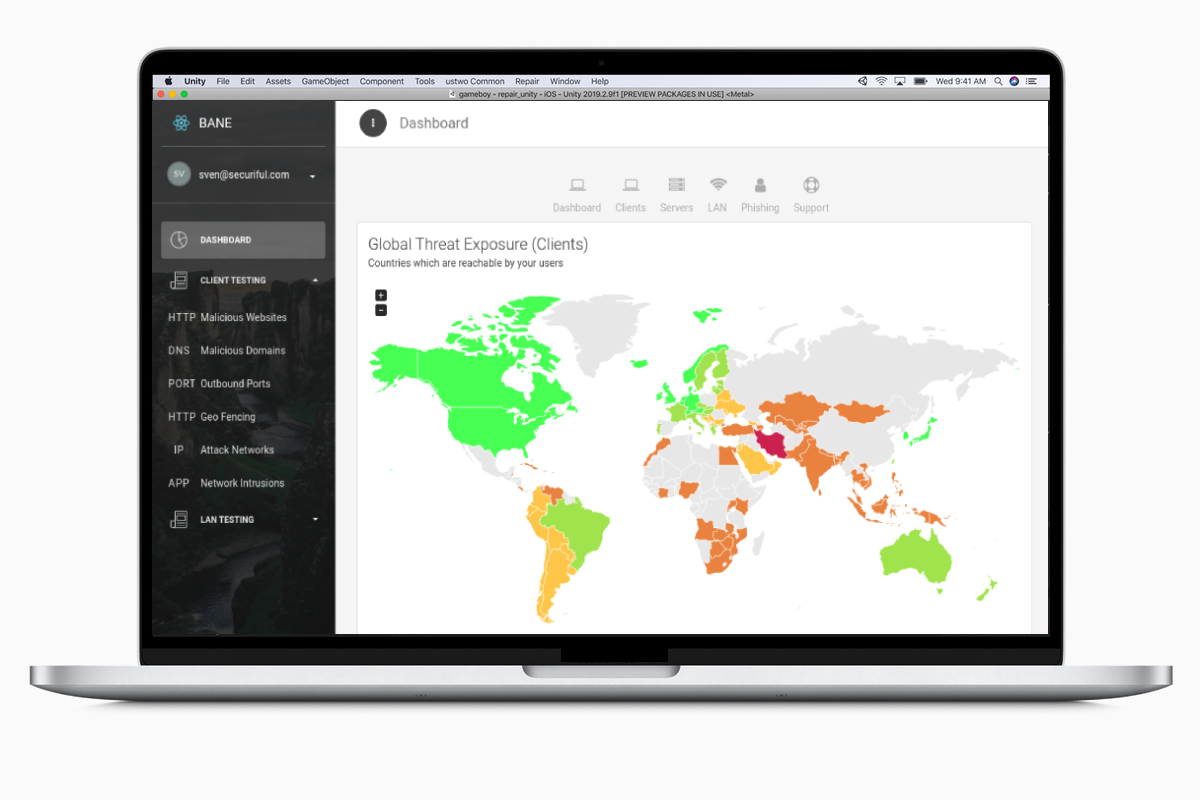 Unity File Edit Assets GameObject Component Tools ustwo Common Repair Window Help Wed 9:41 AM
gameboy - repair_unity - iOS - Unity 2019.2.9f1 [PREVIEW PACKAGES IN USE] <Metal>
BANE
Dashboard
SV sven@securiful.com
Dashboard Clients Servers LAN Phishing Support
DASHBOARD
CLIENT TESTING
HTTP Malicious Websites
DNS Malicious Domains
PORT Outbound Ports
HTTP Geo Fencing
IP Attack Networks
APP Network Intrusions
LAN TESTING
Global Threat Exposure (Clients)
Countries which are reachable by your users
+
-